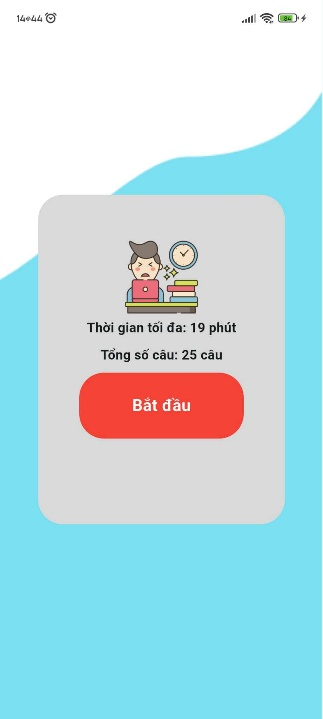 14:44
84
Thời gian tối đa: 19 phút
Tổng số câu: 25 câu
Bắt đầu